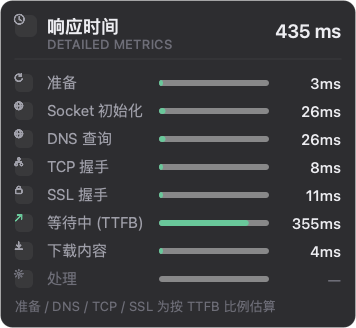 响应时间 435 ms
DETAILED METRICS
准备 3ms
Socket 初始化 26ms
DNS 查询 26ms
TCP 握手 8ms
SSL 握手 11ms
等待中 (TTFB) 355ms
下载内容 4ms
处理 —
准备 / DNS / TCP / SSL 为按 TTFB 比例估算